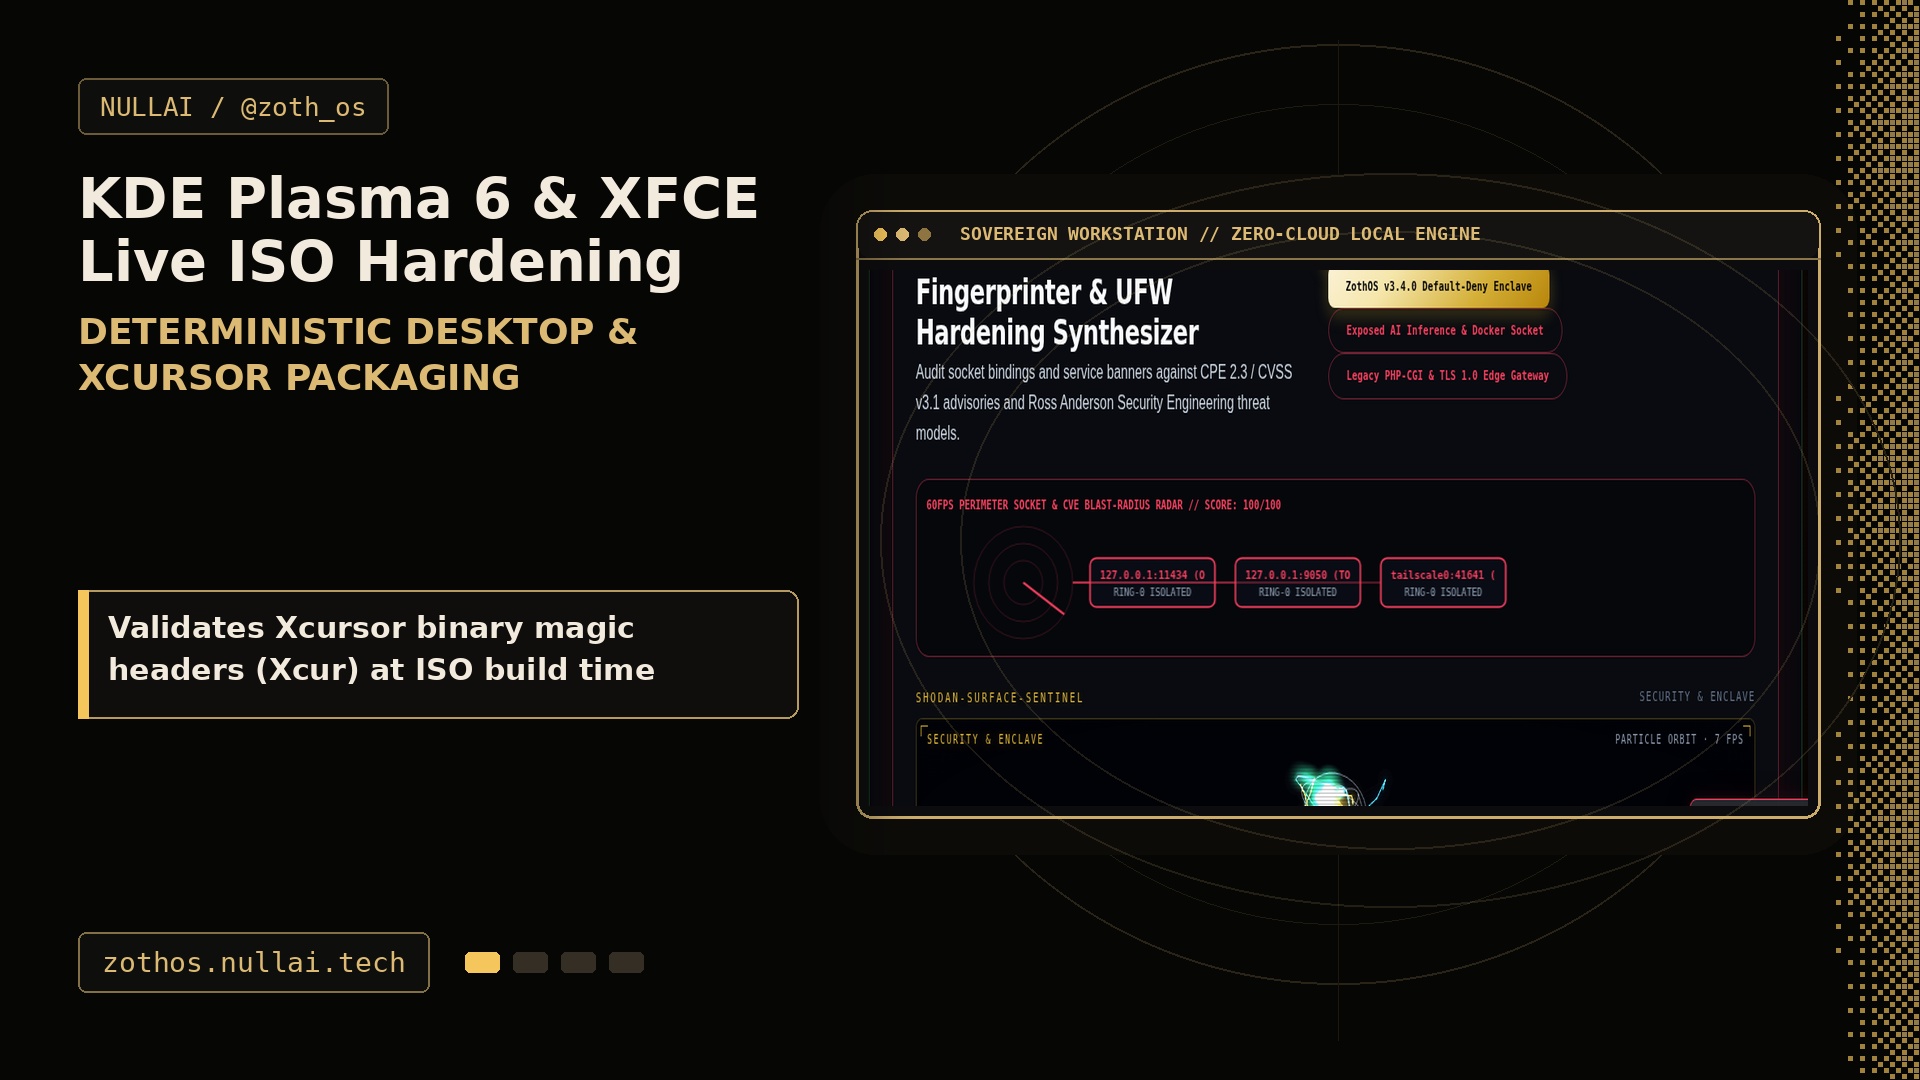 NULLAI / @zoth_os
KDE Plasma 6 & XFCE
Live ISO Hardening
DETERMINISTIC DESKTOP &
XCURSOR PACKAGING
Validates Xcursor binary magic
headers (Xcur) at ISO build time
zothos.nullai.tech
SOVEREIGN WORKSTATION // ZERO-CLOUD LOCAL ENGINE
Fingerprinter & UFW
Hardening Synthesizer
Audit socket bindings and service banners against CPE 2.3 / CVSS
v3.1 advisories and Ross Anderson Security Engineering threat
models.
ZothOS v3.4.0 Default-Deny Enclave
Exposed AI Inference & Docker Socket
Legacy PHP-CGI & TLS 1.0 Edge Gateway
60FPS PERIMETER SOCKET & CVE BLAST-RADIUS RADAR // SCORE: 100/100
127.0.0.1:11434 (O
RING-0 ISOLATED
127.0.0.1:9050 (TO
RING-0 ISOLATED
tailscale0:41641 (
RING-0 ISOLATED
SHODAN-SURFACE-SENTINEL
SECURITY & ENCLAVE
SECURITY & ENCLAVE
PARTICLE ORBIT · 7 FPS